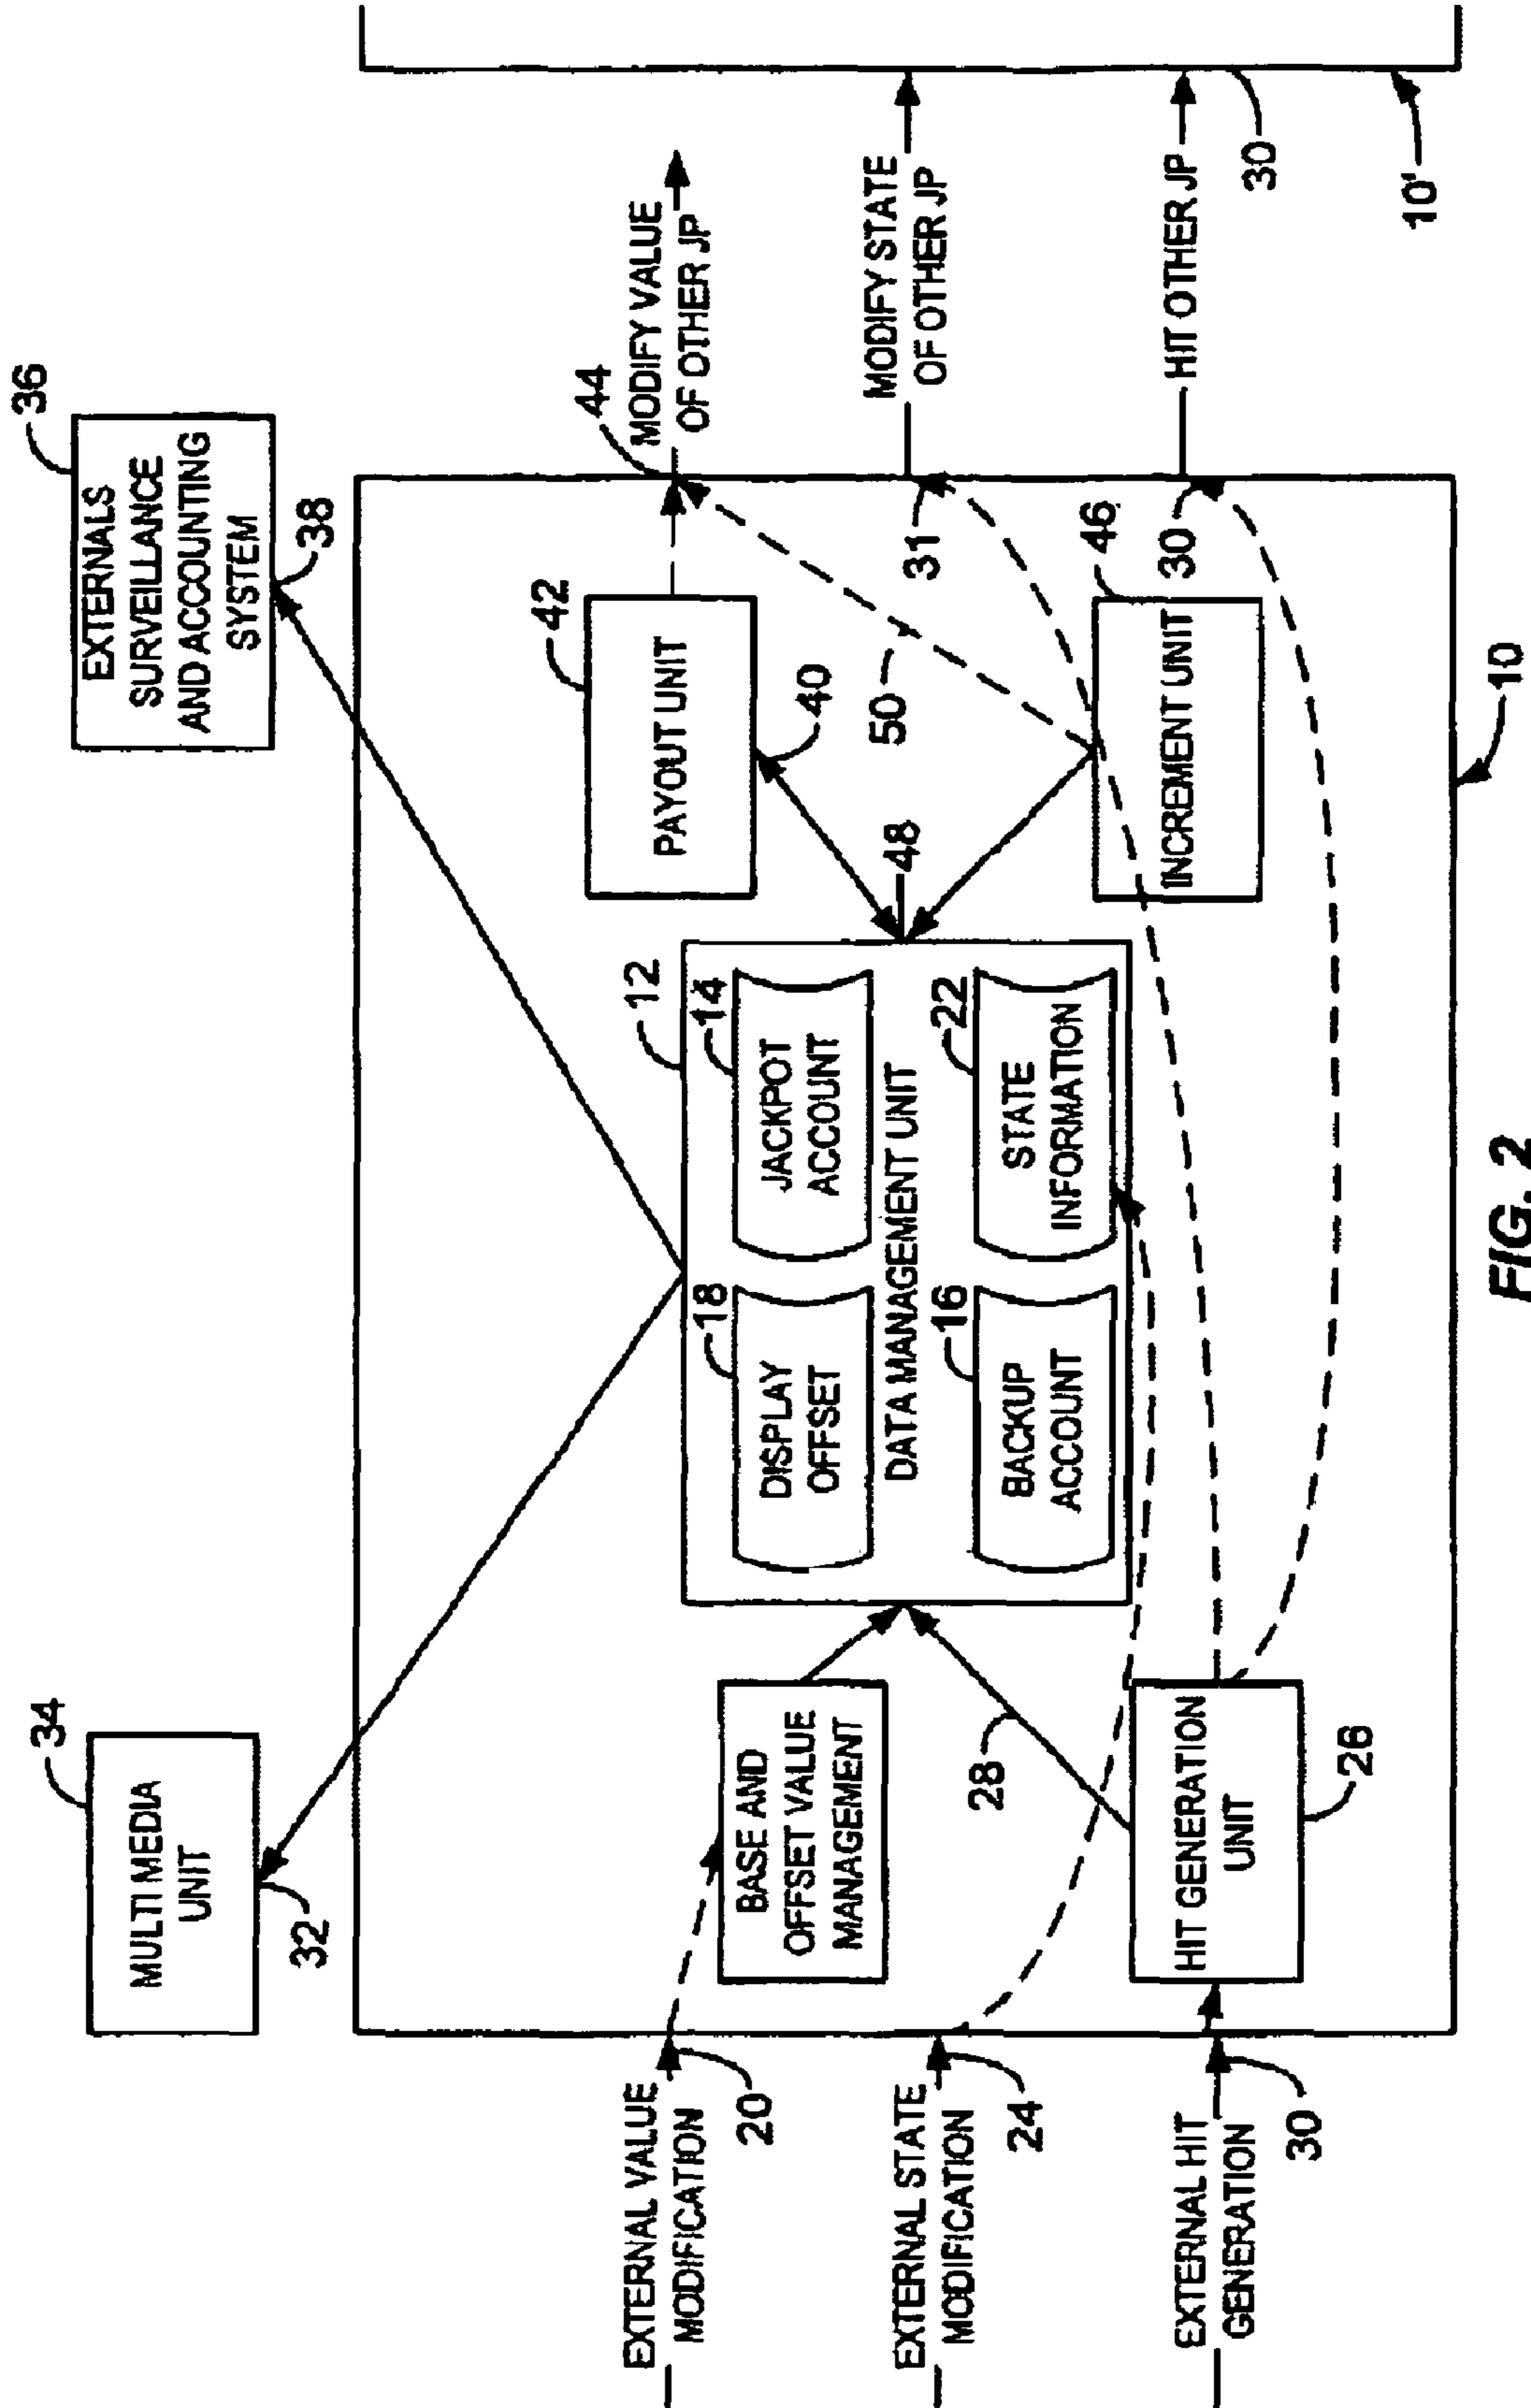 36
EXTERNALS
SURVEILLANCE
AND ACCOUNTING
SYSTEM
38
34
MULTI MEDIA
UNIT
32
EXTERNAL VALUE
MODIFICATION
20
EXTERNAL STATE
MODIFICATION
24
EXTERNAL HIT
GENERATION
30
BASE AND
OFFSET VALUE
MANAGEMENT
28
HIT GENERATION
UNIT
26
12
18
DISPLAY
OFFSET
14
JACKPOT
ACCOUNT
DATA MANAGEMENT UNIT
16
BACKUP
ACCOUNT
22
STATE
INFORMATION
48
42
PAYOUT UNIT
40
50
46
INCREMENT UNIT
44
MODIFY VALUE
OF OTHER JP
31
MODIFY STATE
OF OTHER JP
30
HIT OTHER JP
30
10'
10
FIG. 2